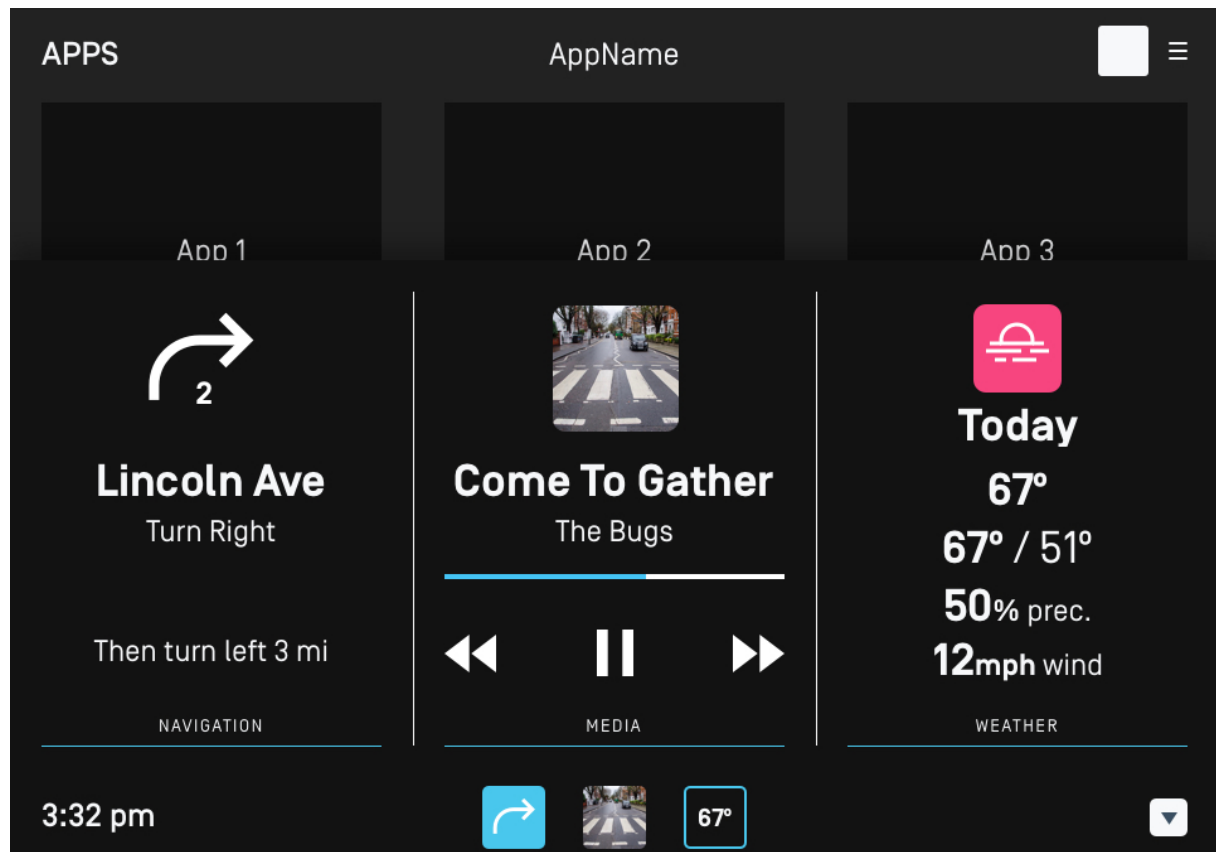 APPS
AppName
App 1
App 2
App 3
2
Lincoln Ave
Turn Right
Then turn left 3 mi
NAVIGATION
Come To Gather
The Bugs
MEDIA
Today
67º
67º / 51º
50% prec.
12mph wind
WEATHER
3:32 pm
67º